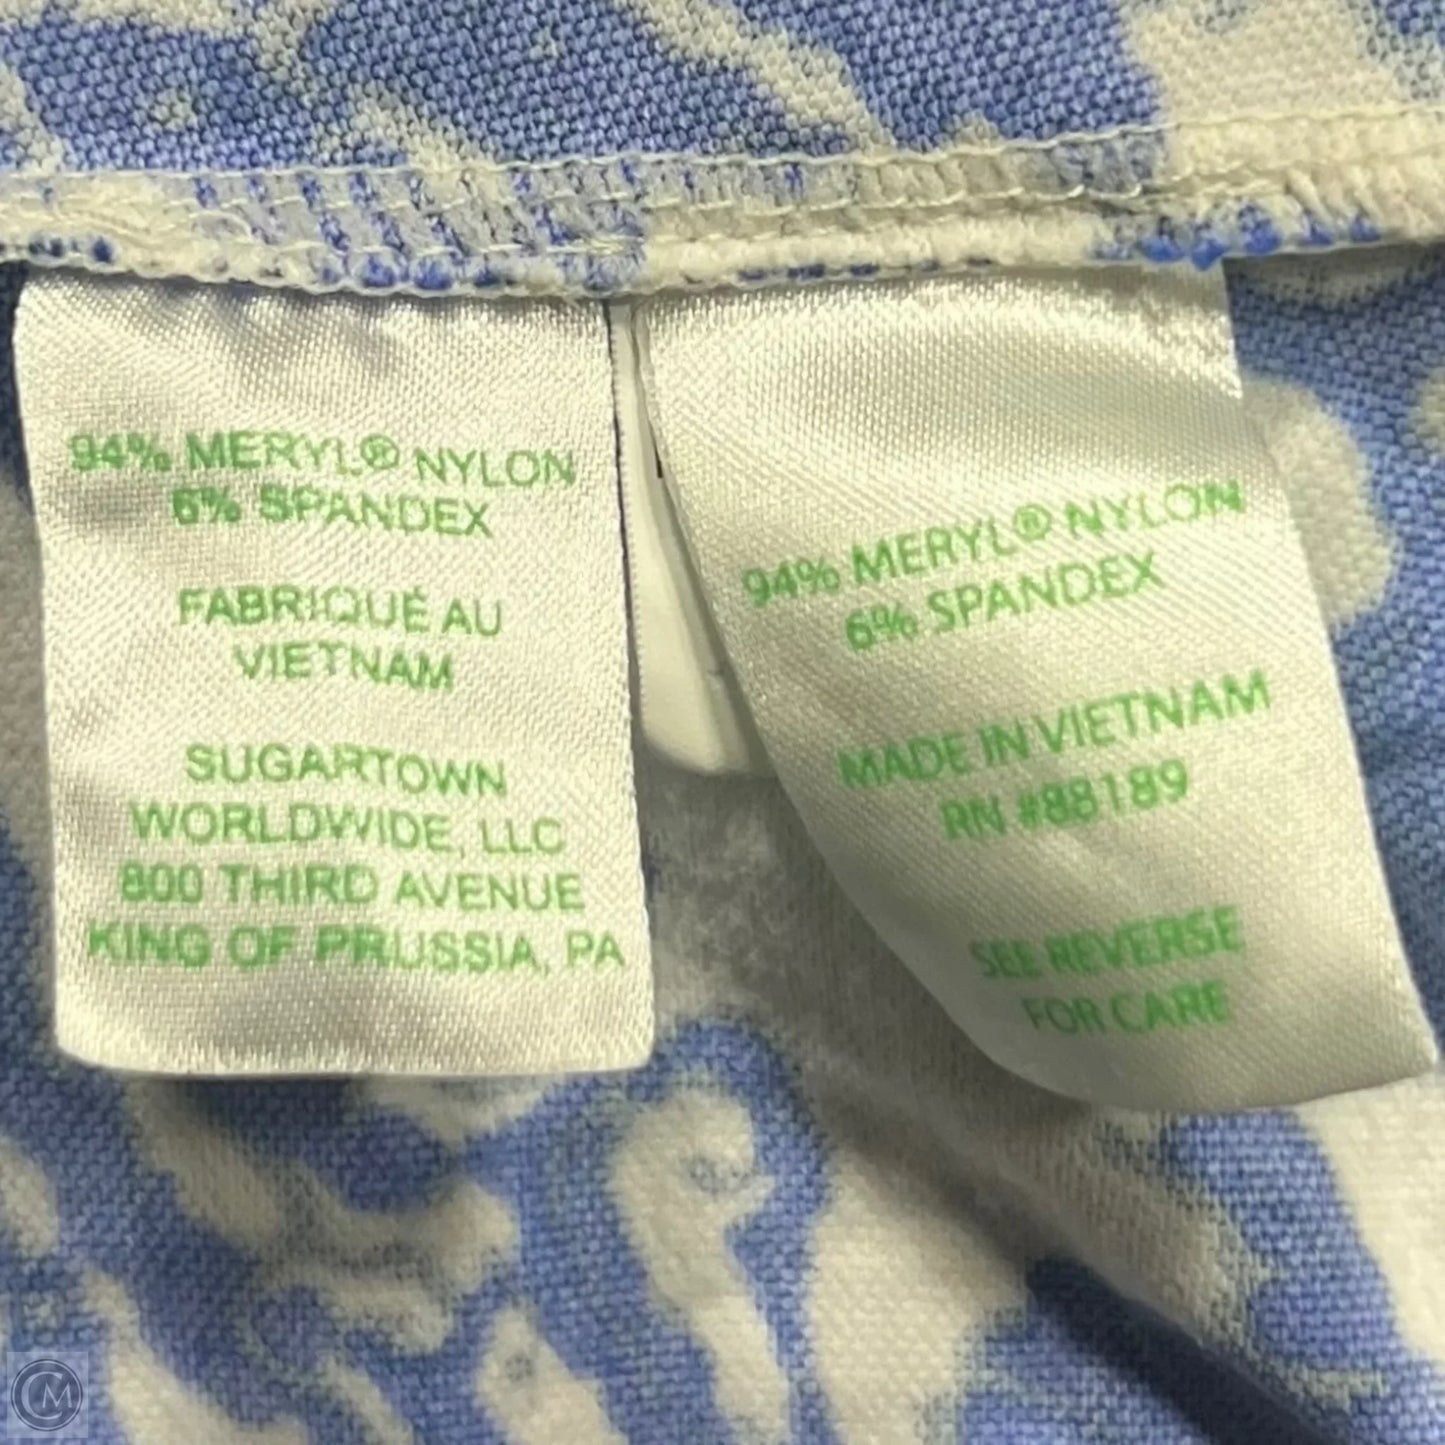 94% MERYL® NYLON
6% SPANDEX
FABRIQUÉ AU
VIETNAM
SUGARTOWN
WORLDWIDE, LLC
800 THIRD AVENUE
KING OF PRUSSIA, PA
94% MERYL® NYLON
6% SPANDEX
MADE IN VIETNAM
RN #88189
SEE REVERSE
FOR CARE
CM